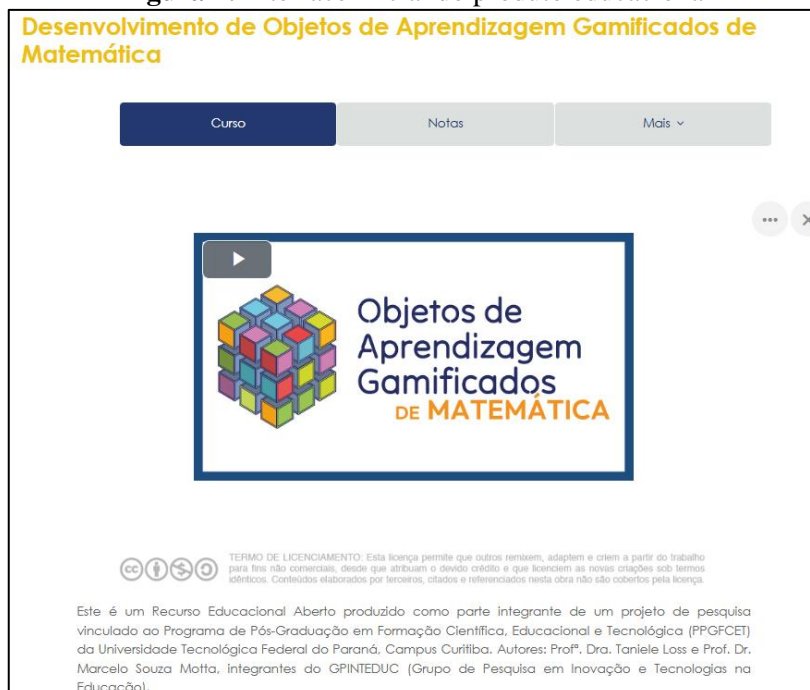 Desenvolvimento de Objetos de Aprendizagem Gamificados de
Matemática
Curso
Notas
Mais
Objetos de
Aprendizagem
Gamificados
DE MATEMÁTICA
TERMO DE LICENCIAMENTO: Esta licença permite que outros remixem, adaptem e criem a partir do trabalho
para fins não comerciais, desde que atribuam o devido crédito e que licenciem as novas criações sob termos
idênticos. Conteúdos elaborados por terceiros, citados e referenciados nesta obra não são cobertos pela licença.
Este é um Recurso Educacional Aberto produzido como parte integrante de um projeto de pesquisa
vinculado ao Programa de Pós-Graduação em Formação Científica, Educacional e Tecnológica (PPGFCET)
da Universidade Tecnológica Federal do Paraná, Campus Curitiba. Autores: Profª. Dra. Taniele Loss e Prof. Dr.
Marcelo Souza Motta, integrantes do GPINTEDUC (Grupo de Pesquisa em Inovação e Tecnologias na
Educação).